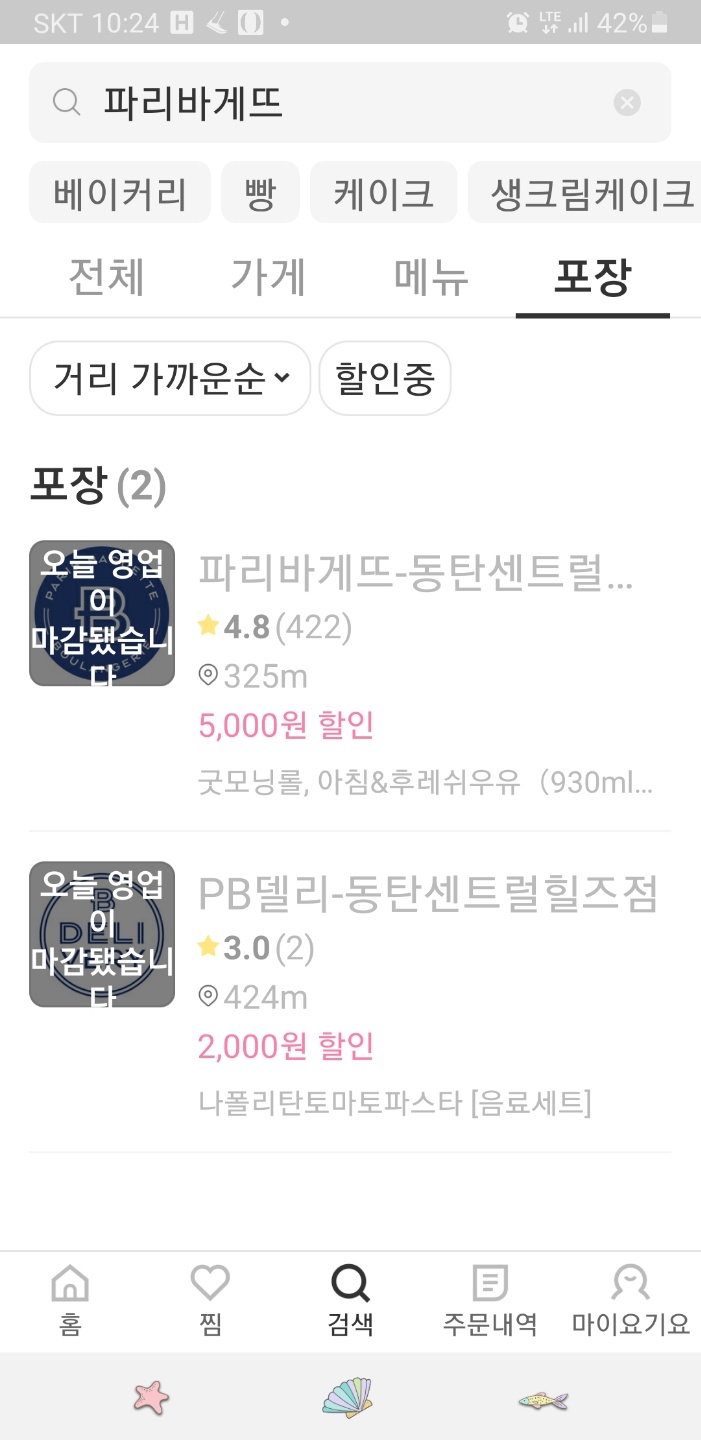 SKT 10:24 H LTE 42%
파리바게뜨
베이커리 빵 케이크 생크림케이크
전체 가게 메뉴 포장
거리 가까운순 할인중
포장 (2)
오늘 영업
이
마감됐습니
다
파리바게뜨-동탄센트럴...
4.8 (422)
325m
5,000원 할인
굿모닝롤, 아침&후레쉬우유 (930ml...
오늘 영업
이
마감됐습니
다
DELI
PB델리-동탄센트럴힐즈점
3.0 (2)
424m
2,000원 할인
나폴리탄토마토파스타 [음료세트]
홈 찜 검색 주문내역 마이요기요